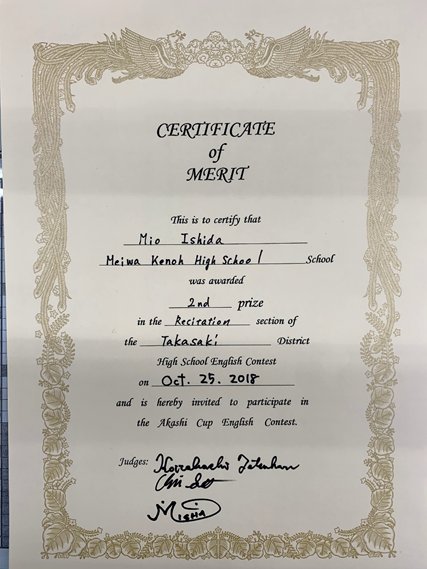 CERTIFICATE
of
MERIT
This is to certify that
Mio Ishida
Meiwa Kenoh High School School
was awarded
2nd prize
in the Recitation section of
the Takasaki District
High School English Contest
on Oct. 25. 2018
and is hereby invited to participate in
the Akashi Cup English Contest.
Judges:
MISHA